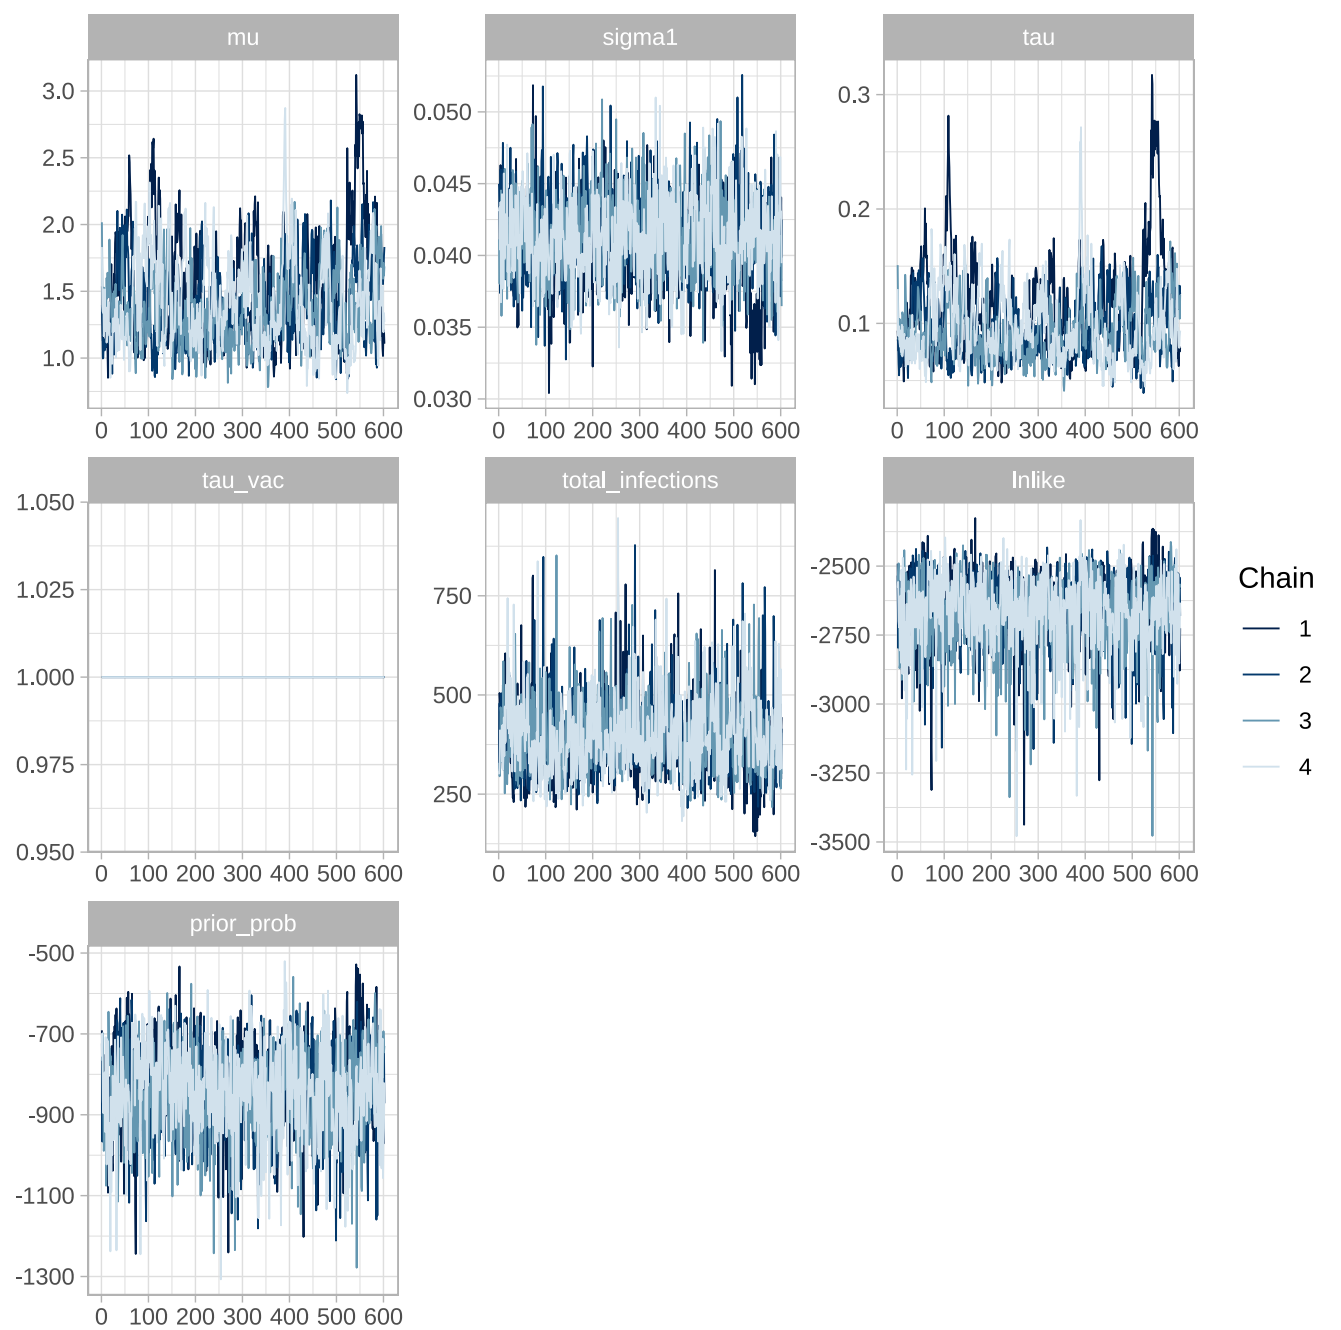 mu
sigma1
tau
3.0
2.5
2.0
1.5
1.0
0.050
0.045
0.040
0.035
0.030
0.3
0.2
0.1
0 100 200 300 400 500 600
0 100 200 300 400 500 600
0 100 200 300 400 500 600
tau_vac
total_infections
lnlike
1.050
1.025
1.000
0.975
0.950
750
500
250
-2500
-2750
-3000
-3250
-3500
0 100 200 300 400 500 600
0 100 200 300 400 500 600
0 100 200 300 400 500 600
prior_prob
-500
-700
-900
-1100
-1300
0 100 200 300 400 500 600
Chain
1
2
3
4